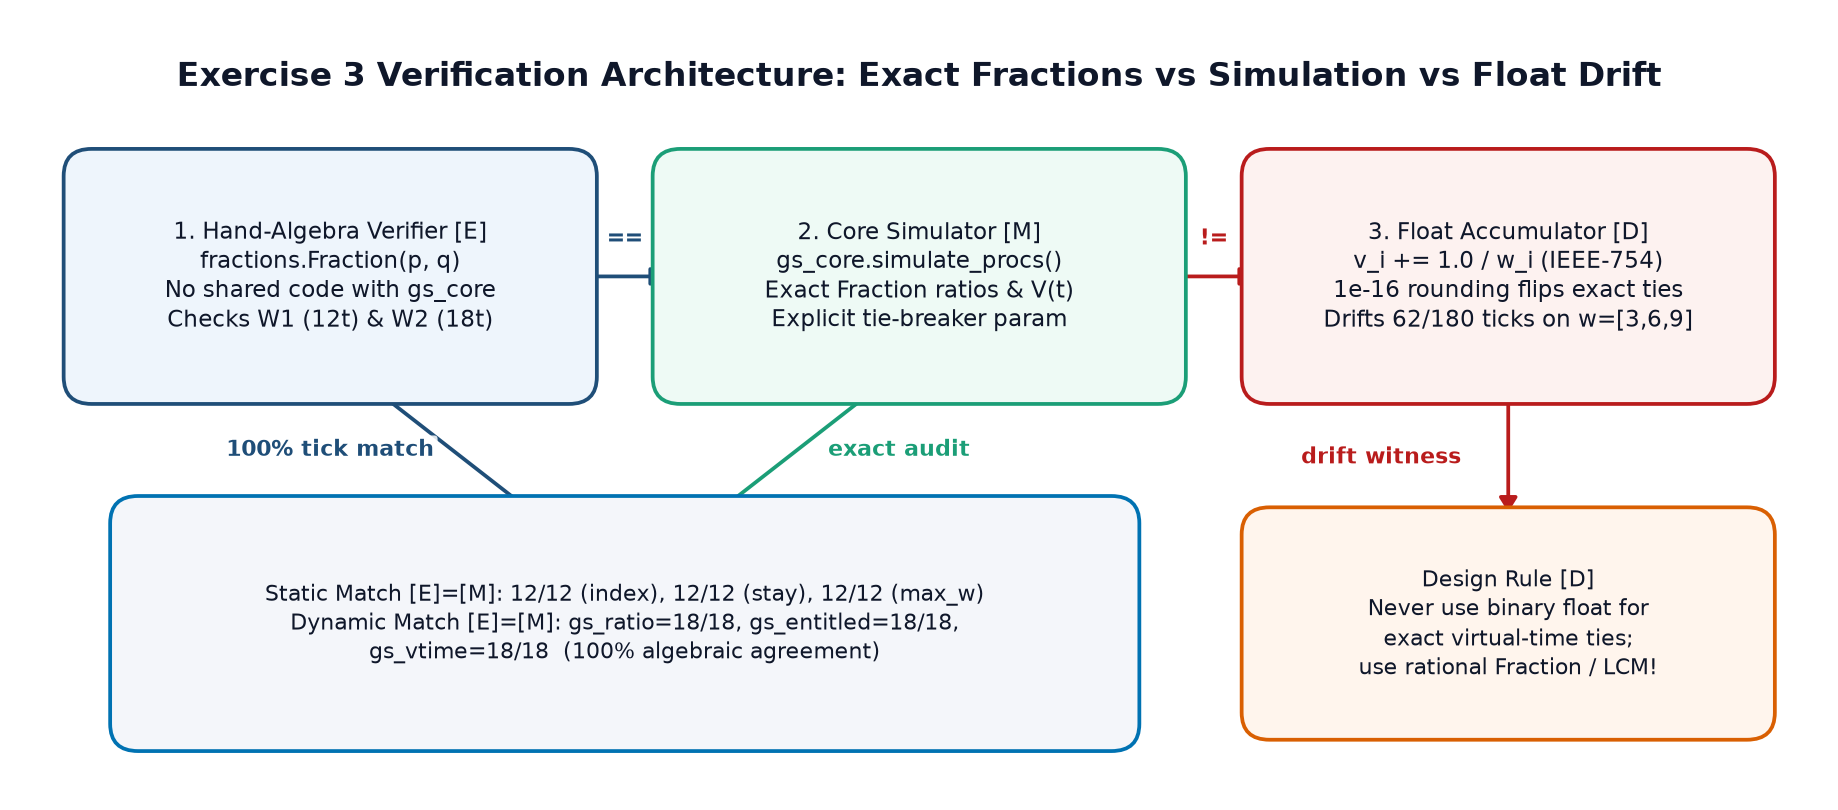 Exercise 3 Verification Architecture: Exact Fractions vs Simulation vs Float Drift
1. Hand-Algebra Verifier [E]
fractions.Fraction(p, q)
No shared code with gs_core
Checks W1 (12t) & W2 (18t)
==
2. Core Simulator [M]
gs_core.simulate_procs()
Exact Fraction ratios & V(t)
Explicit tie-breaker param
!=
3. Float Accumulator [D]
v_i += 1.0 / w_i (IEEE-754)
1e-16 rounding flips exact ties
Drifts 62/180 ticks on w=[3,6,9]
100% tick match
exact audit
drift witness
Static Match [E]=[M]: 12/12 (index), 12/12 (stay), 12/12 (max_w)
Dynamic Match [E]=[M]: gs_ratio=18/18, gs_entitled=18/18,
gs_vtime=18/18  (100% algebraic agreement)
Design Rule [D]
Never use binary float for
exact virtual-time ties;
use rational Fraction / LCM!